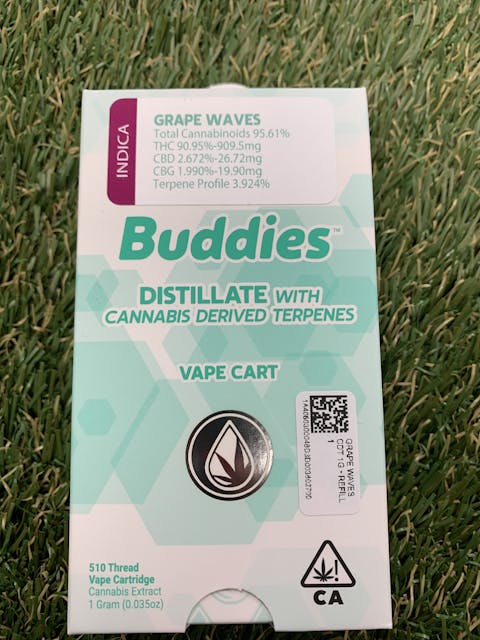 INDICA
GRAPE WAVES
Total Cannabinoids 95.61%
THC 90.95%-909.5mg
CBD 2.672%-26.72mg
CBG 1.990%-19.90mg
Terpene Profile 3.924%
Buddies™
DISTILLATE WITH
CANNABIS DERIVED TERPENES
VAPE CART
GRAPE WAVES
CDT 1G - REFILL
1
510 Thread
Vape Cartridge
Cannabis Extract
1 Gram (0.035oz)
!
CA